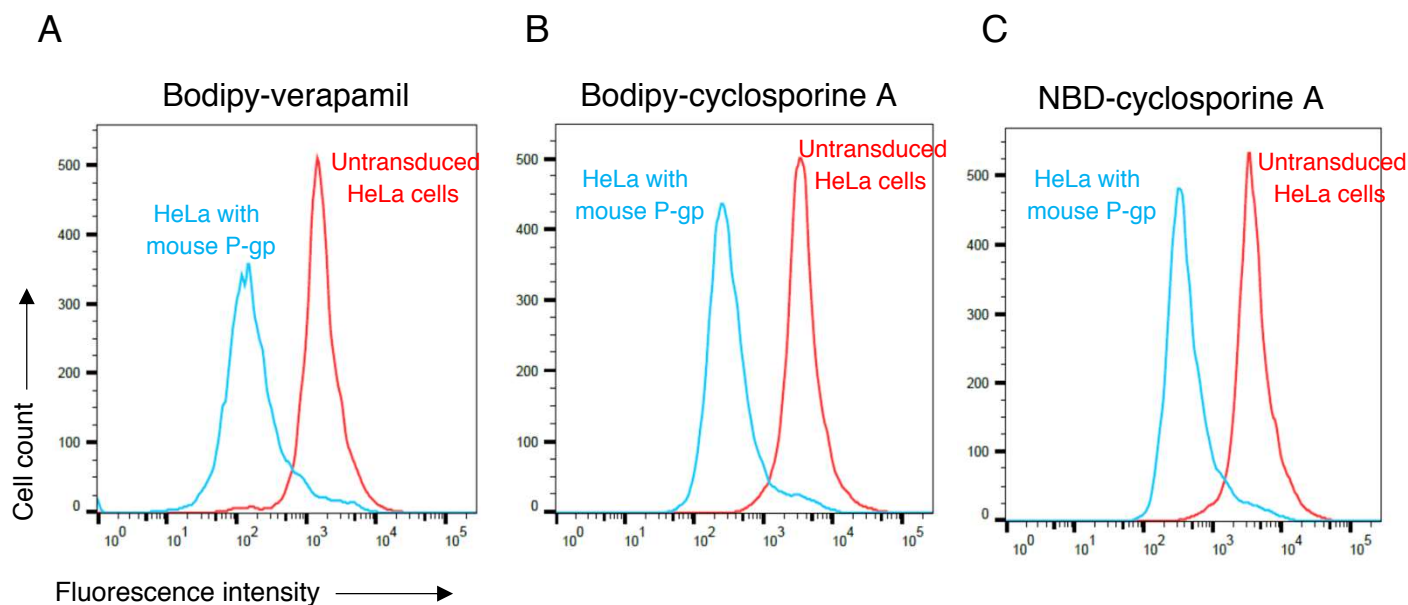 A
B
C
Bodipy-verapamil
Bodipy-cyclosporine A
NBD-cyclosporine A
500
400
300
200
100
0
Untransduced
HeLa cells
HeLa with
mouse P-gp
10^0 10^1 10^2 10^3 10^4 10^5
500
400
300
200
100
0
Untransduced
HeLa cells
HeLa with
mouse P-gp
10^0 10^1 10^2 10^3 10^4 10^5
500
400
300
200
100
0
Untransduced
HeLa cells
HeLa with
mouse P-gp
10^0 10^1 10^2 10^3 10^4 10^5
Cell count
Fluorescence intensity